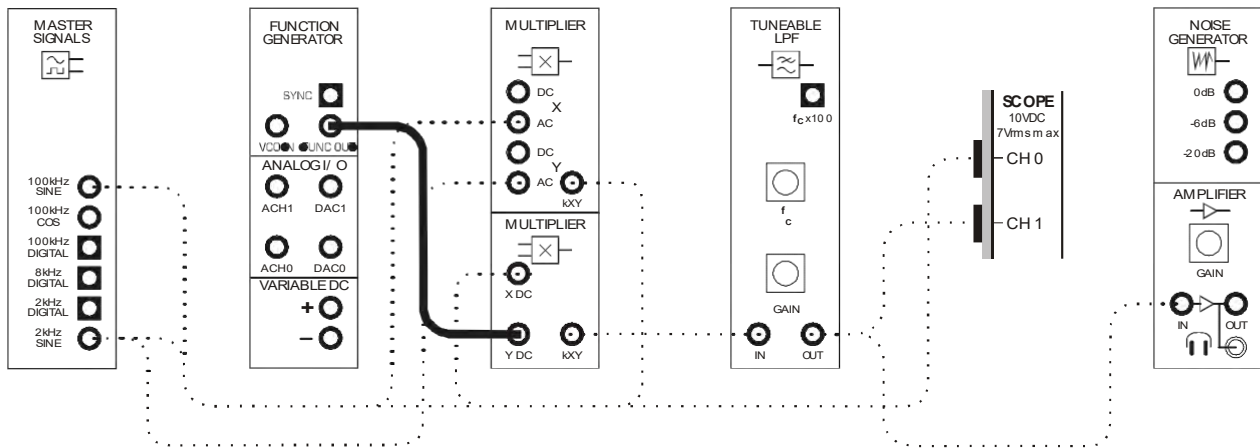 MASTER
SIGNALS
100kHz
SINE
100kHz
COS
100kHz
DIGITAL
8kHz
DIGITAL
2kHz
DIGITAL
2kHz
SINE
FUNCTION
GENERATOR
SYNC
VCO IN FUNC OUT
ANALOG I/ O
ACH1 DAC1
ACH0 DAC0
VARIABLE DC
+
−
MULTIPLIER
X
DC
X
AC
DC
Y
AC
kXY
MULTIPLIER
X
X DC
Y DC kXY
TUNEABLE
LPF
fC x10 0
f
C
GAIN
IN OUT
SCOPE
10VDC
7Vrms max
CH 0
CH 1
NOISE
GENERATOR
0dB
-6dB
-20dB
AMPLIFIER
GAIN
IN OUT